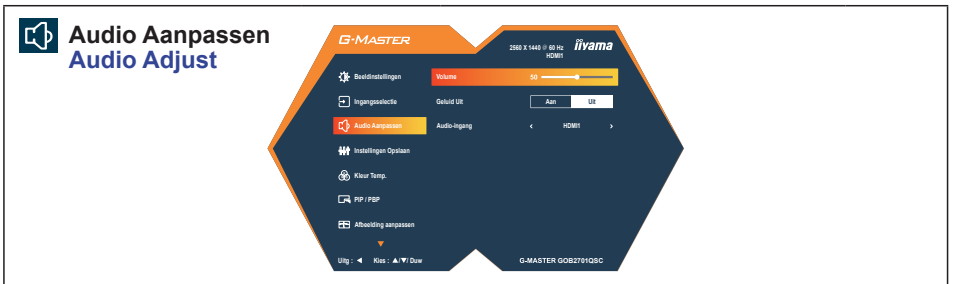 Audio Aanpassen
Audio Adjust
G-MASTER
2560 X 1440 @ 60 Hz
HDMI1
iiyama
Beeldinstellingen
Volume
50
Ingangsselectie
Geluid Uit
Aan
Uit
Audio Aanpassen
Audio-ingang
‹ HDMI1 ›
Instellingen Opslaan
Kleur Temp.
PIP / PBP
Afbeelding aanpassen
▼
Uitg : ◄ Kies : ▲/▼/ Duw
G-MASTER GOB2701QSC